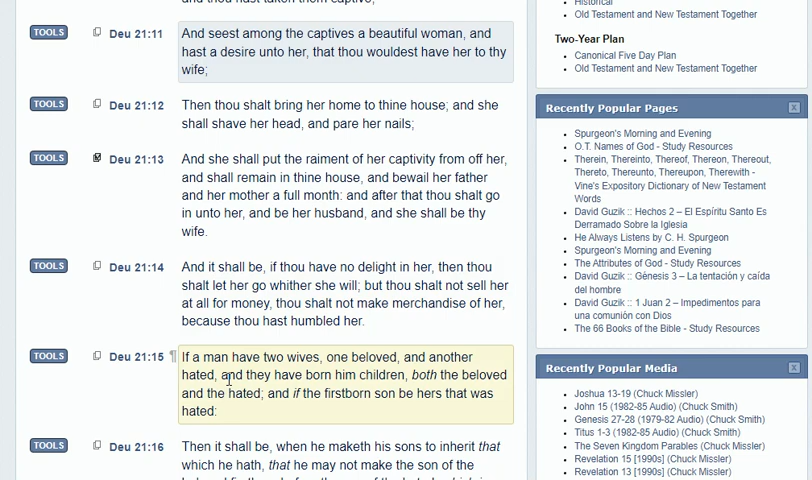 and thou hast taken them captive;
TOOLS
Deu 21:11
And seest among the captives a beautiful woman, and
hast a desire unto her, that thou wouldest have her to thy
wife;
TOOLS
Deu 21:12
Then thou shalt bring her home to thine house; and she
shall shave her head, and pare her nails;
TOOLS
Deu 21:13
And she shall put the raiment of her captivity from off her,
and shall remain in thine house, and bewail her father
and her mother a full month: and after that thou shalt go
in unto her, and be her husband, and she shall be thy
wife.
TOOLS
Deu 21:14
And it shall be, if thou have no delight in her, then thou
shalt let her go whither she will; but thou shalt not sell her
at all for money, thou shalt not make merchandise of her,
because thou hast humbled her.
TOOLS
Deu 21:15
¶
If a man have two wives, one beloved, and another
hated, and they have born him children, both the beloved
and the hated; and if the firstborn son be hers that was
hated:
TOOLS
Deu 21:16
Then it shall be, when he maketh his sons to inherit that
which he hath, that he may not make the son of the
Historical
Old Testament and New Testament Together
Two-Year Plan
Canonical Five Day Plan
Old Testament and New Testament Together
Recently Popular Pages
x
Spurgeon's Morning and Evening
O.T. Names of God - Study Resources
Therein, Thereinto, Thereof, Thereon, Thereout,
Thereto, Thereunto, Thereupon, Therewith -
Vine's Expository Dictionary of New Testament
Words
David Guzik :: Hechos 2 – El Espíritu Santo Es
Derramado Sobre la Iglesia
He Always Listens by C. H. Spurgeon
Spurgeon's Morning and Evening
The Attributes of God - Study Resources
David Guzik :: Génesis 3 – La tentación y caída
del hombre
David Guzik :: 1 Juan 2 – Impedimentos para
una comunión con Dios
The 66 Books of the Bible - Study Resources
Recently Popular Media
x
Joshua 13-19 (Chuck Missler)
John 15 (1982-85 Audio) (Chuck Smith)
Genesis 27-28 (1979-82 Audio) (Chuck Smith)
Titus 1-3 (1982-85 Audio) (Chuck Smith)
The Seven Kingdom Parables (Chuck Missler)
Revelation 15 [1990s] (Chuck Missler)
Revelation 13 [1990s] (Chuck Missler)